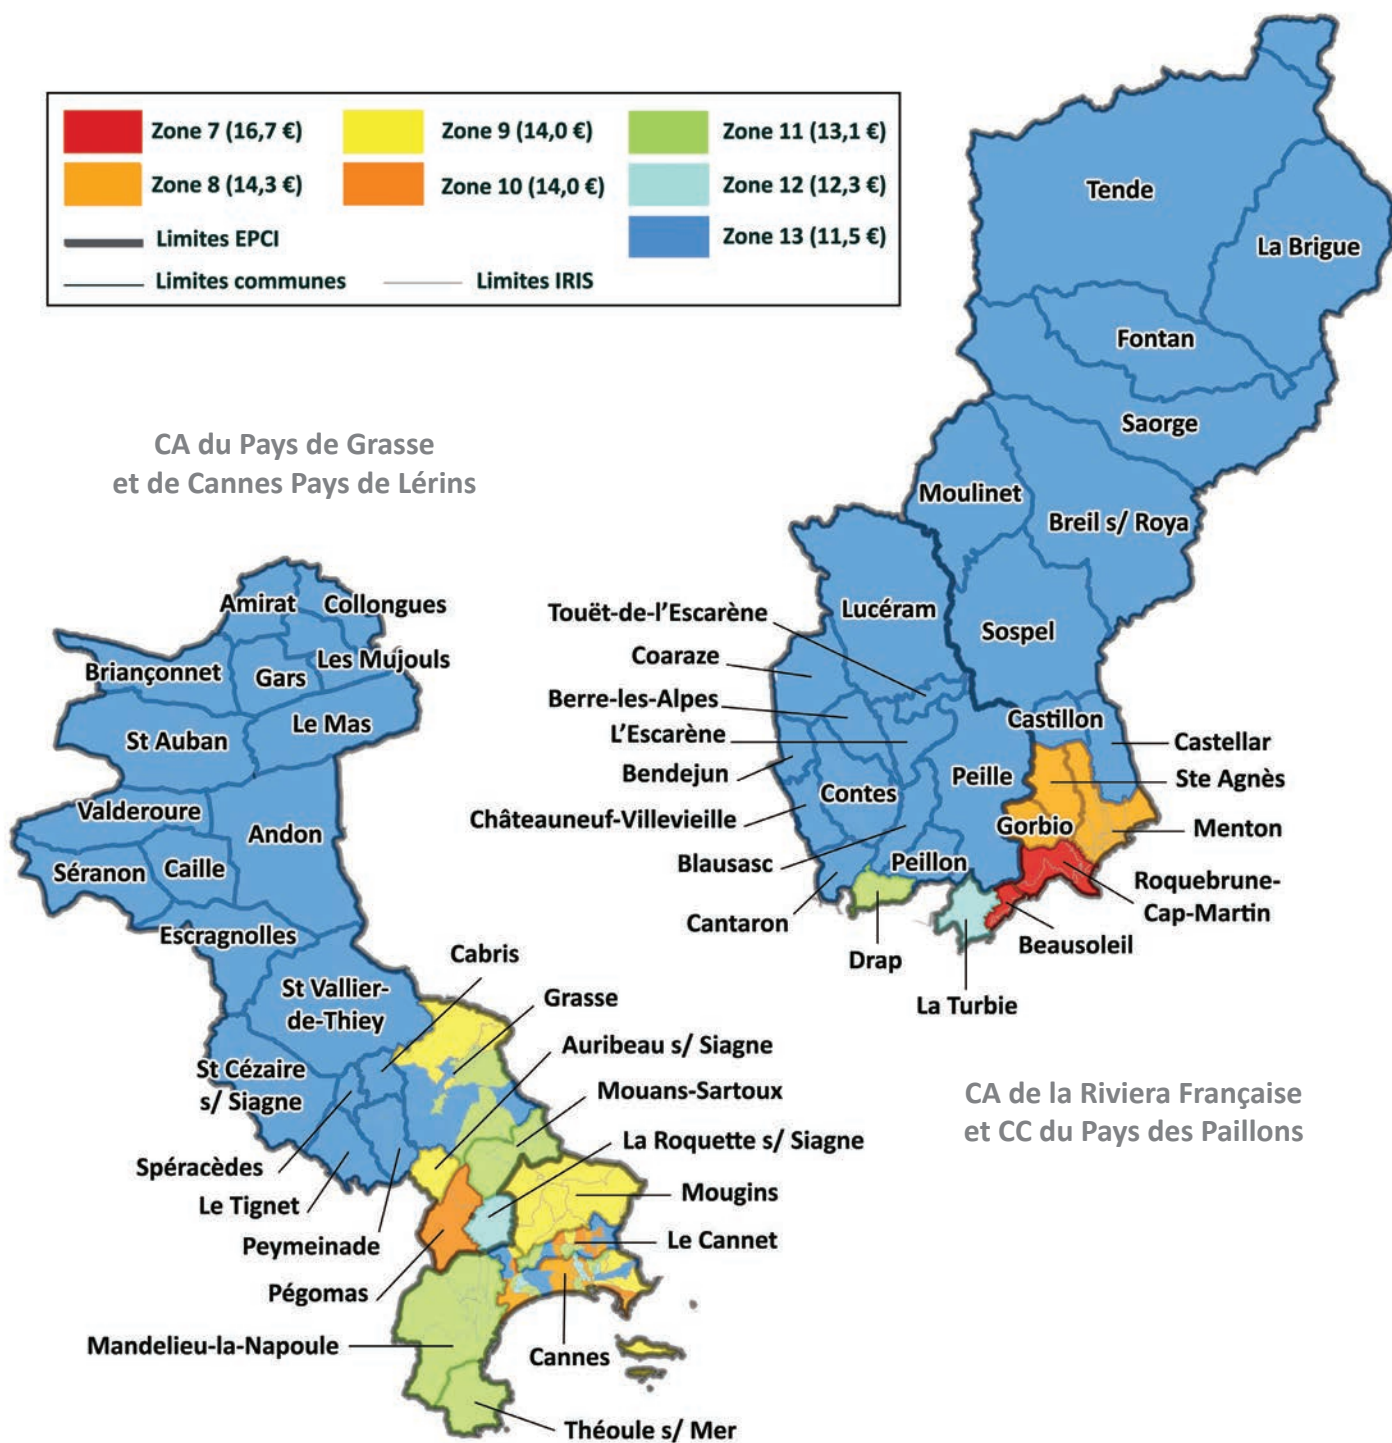 Zone 7 (16,7 €)
Zone 9 (14,0 €)
Zone 11 (13,1 €)
Zone 8 (14,3 €)
Zone 10 (14,0 €)
Zone 12 (12,3 €)
Limites EPCI
Zone 13 (11,5 €)
Limites communes
Limites IRIS
Tende
La Brigue
Fontan
Saorge
Moulinet
Breil s/ Roya
Lucéram
Touët-de-l'Escarène
Sospel
Coaraze
Berre-les-Alpes
Castillon
L'Escarène
Castellar
Bendejun
Peille
Ste Agnès
Contes
Châteauneuf-Villevieille
Gorbio
Menton
Blausasc
Peillon
Roquebrune-
Cap-Martin
Cantaron
Beausoleil
Drap
La Turbie
CA de la Riviera Française
et CC du Pays des Paillons
CA du Pays de Grasse
et de Cannes Pays de Lérins
Amirat
Collongues
Les Mujouls
Briançonnet
Gars
Le Mas
St Auban
Valderoure
Andon
Séranon
Caille
Escragnolles
Cabris
St Vallier-
de-Thiey
Grasse
Auribeau s/ Siagne
St Cézaire
s/ Siagne
Mouans-Sartoux
La Roquette s/ Siagne
Spéracèdes
Mougins
Le Tignet
Peymeinade
Le Cannet
Pégomas
Mandelieu-la-Napoule
Cannes
Théoule s/ Mer